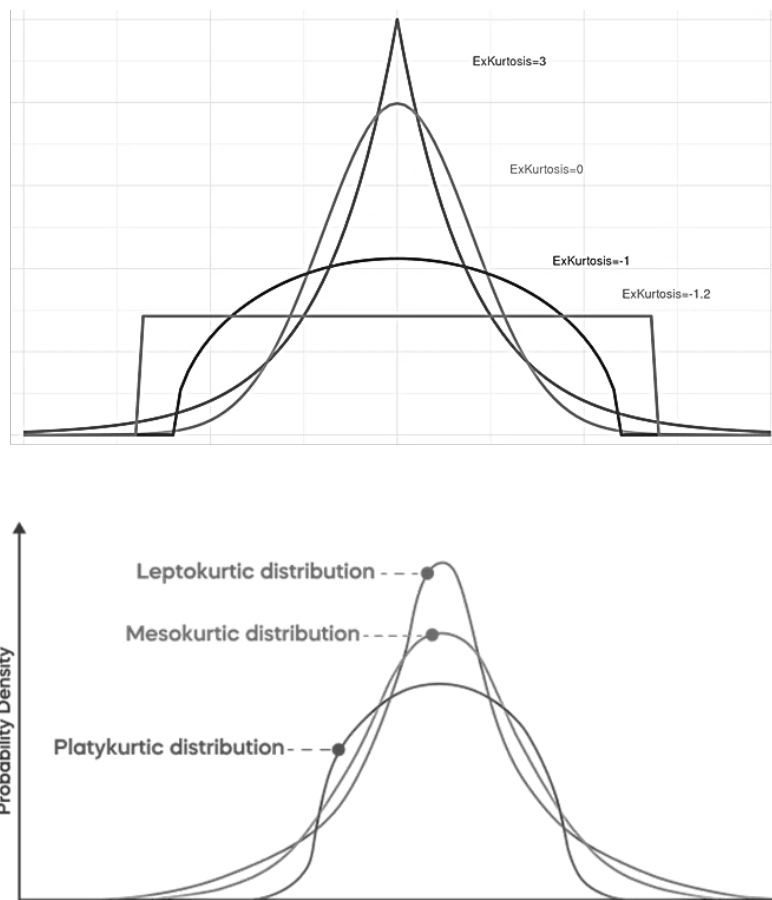 ExKurtosis=3
ExKurtosis=0
ExKurtosis=-1
ExKurtosis=-1.2
Leptokurtic distribution
Mesokurtic distribution
Platykurtic distribution
Probability Density